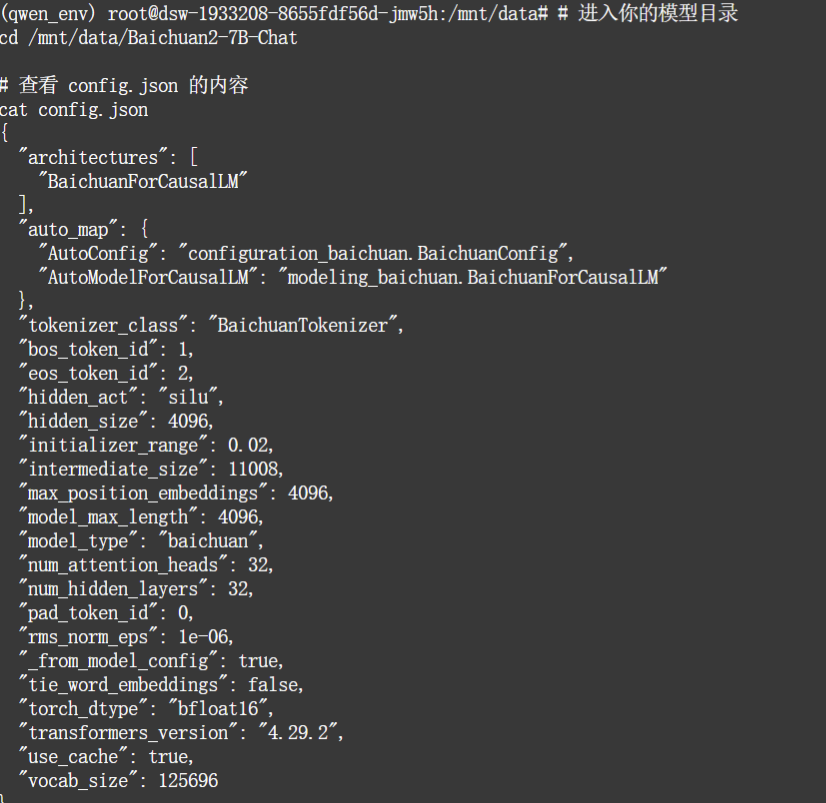 (qwen_env) root@dsw-1933208-8655fdf56d-jmw5h:/mnt/data# # 进入你的模型目录
cd /mnt/data/Baichuan2-7B-Chat

# 查看 config.json 的内容
cat config.json
{
  "architectures": [
    "BaichuanForCausalLM"
  ],
  "auto_map": {
    "AutoConfig": "configuration_baichuan.BaichuanConfig",
    "AutoModelForCausalLM": "modeling_baichuan.BaichuanForCausalLM"
  },
  "tokenizer_class": "BaichuanTokenizer",
  "bos_token_id": 1,
  "eos_token_id": 2,
  "hidden_act": "silu",
  "hidden_size": 4096,
  "initializer_range": 0.02,
  "intermediate_size": 11008,
  "max_position_embeddings": 4096,
  "model_max_length": 4096,
  "model_type": "baichuan",
  "num_attention_heads": 32,
  "num_hidden_layers": 32,
  "pad_token_id": 0,
  "rms_norm_eps": 1e-06,
  "_from_model_config": true,
  "tie_word_embeddings": false,
  "torch_dtype": "bfloat16",
  "transformers_version": "4.29.2",
  "use_cache": true,
  "vocab_size": 125696
}